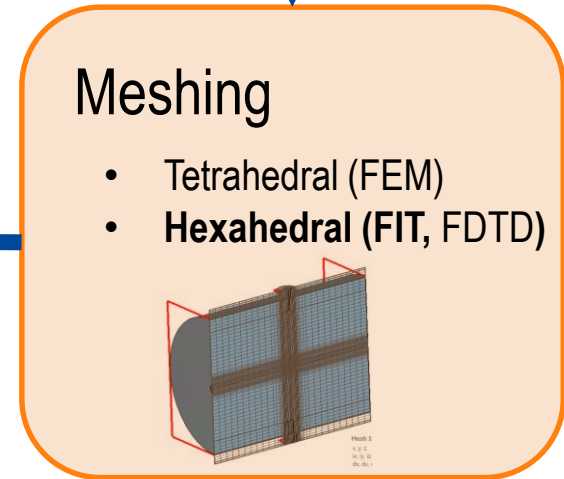 Meshing
• Tetrahedral (FEM)
• Hexahedral (FIT, FDTD)
x, y, z